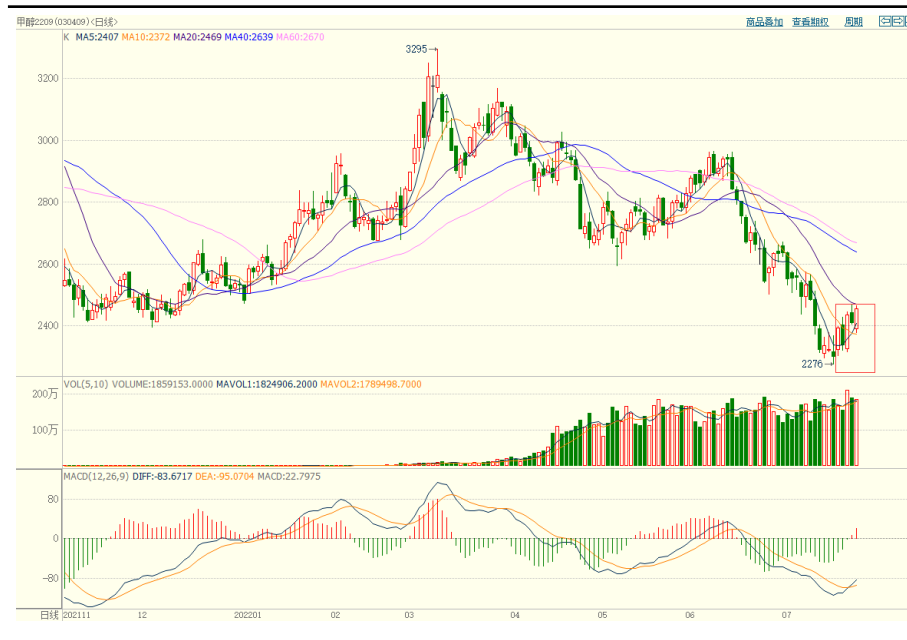 甲醇2209(030409)<日线> 商品叠加 查看期权 周期
K MA5:2407 MA10:2372 MA20:2469 MA40:2639 MA60:2670
3295→
3200
3000
2800
2600
2400
2276→
VOL(5,10) VOLUME:1859153.0000 MAVOL1:1824906.2000 MAVOL2:1789498.7000
200万
100万
MACD(12,26,9) DIFF:-83.6717 DEA:-95.0704 MACD:22.7975
80
0
-80
日线 202111 12 202201 02 03 04 05 06 07